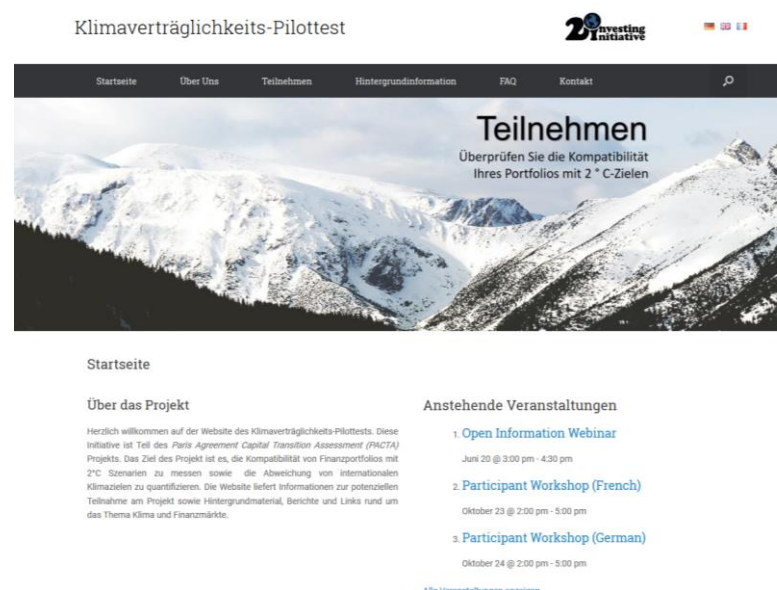 Klimaverträglichkeits-Pilottest
2° Investing
Initiative
Startseite Über Uns Teilnehmen Hintergrundinformation FAQ Kontakt
Teilnehmen
Überprüfen Sie die Kompatibilität
Ihres Portfolios mit 2 ° C-Zielen
Startseite
Über das Projekt
Herzlich willkommen auf der Website des Klimaverträglichkeits-Pilottests. Diese
Initiative ist Teil des Paris Agreement Capital Transition Assessment (PACTA)
Projekts. Das Ziel des Projekt ist es, die Kompatibilität von Finanzportfolios mit
2°C Szenarien zu messen sowie die Abweichung von internationalen
Klimazielen zu quantifizieren. Die Website liefert Informationen zur potenziellen
Teilnahme am Projekt sowie Hintergrundmaterial, Berichte und Links rund um
das Thema Klima und Finanzmärkte.
Anstehende Veranstaltungen
1. Open Information Webinar
Juni 20 @ 3:00 pm - 4:30 pm
2. Participant Workshop (French)
Oktober 23 @ 2:00 pm - 5:00 pm
3. Participant Workshop (German)
Oktober 24 @ 2:00 pm - 5:00 pm
Alle Veranstaltungen anzeigen